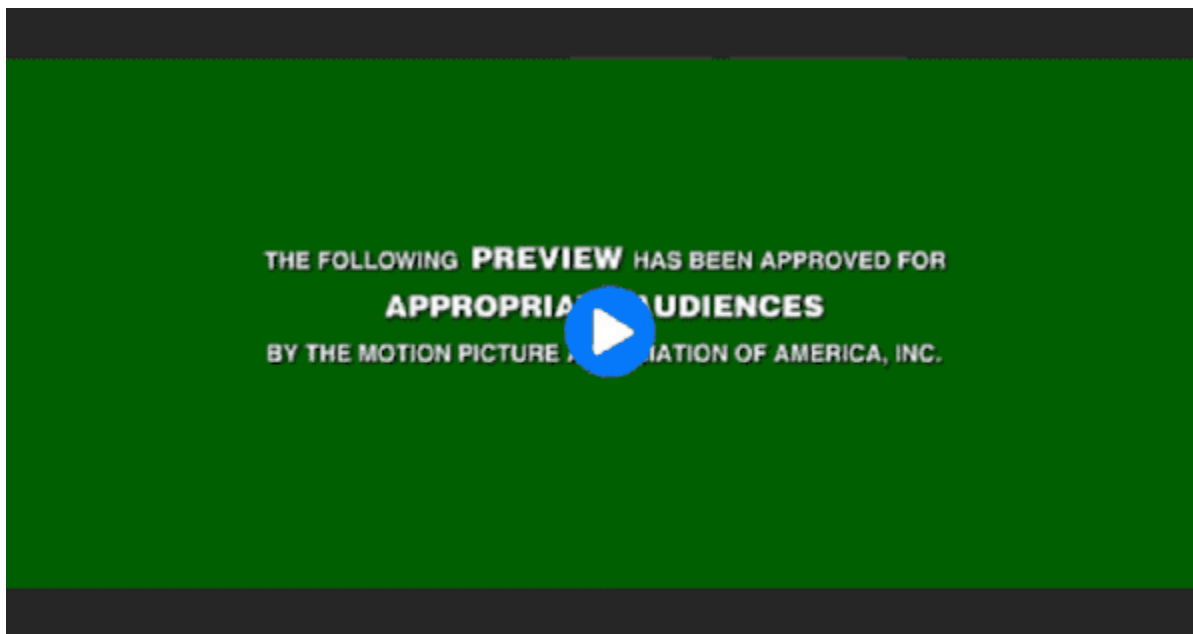 THE FOLLOWING PREVIEW HAS BEEN APPROVED FOR
BY THE MOTION PICTURE OF AMERICA, INC.